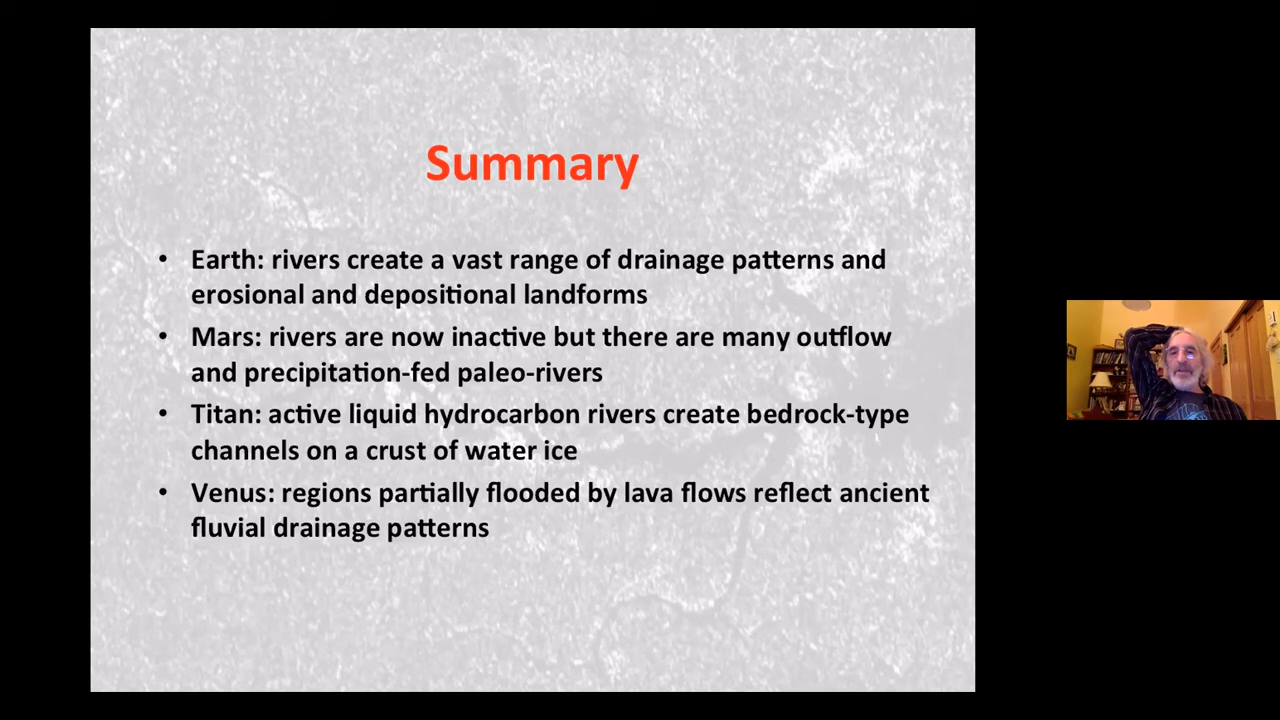 Summary
• Earth: rivers create a vast range of drainage patterns and
erosional and depositional landforms
• Mars: rivers are now inactive but there are many outflow
and precipitation-fed paleo-rivers
• Titan: active liquid hydrocarbon rivers create bedrock-type
channels on a crust of water ice
• Venus: regions partially flooded by lava flows reflect ancient
fluvial drainage patterns